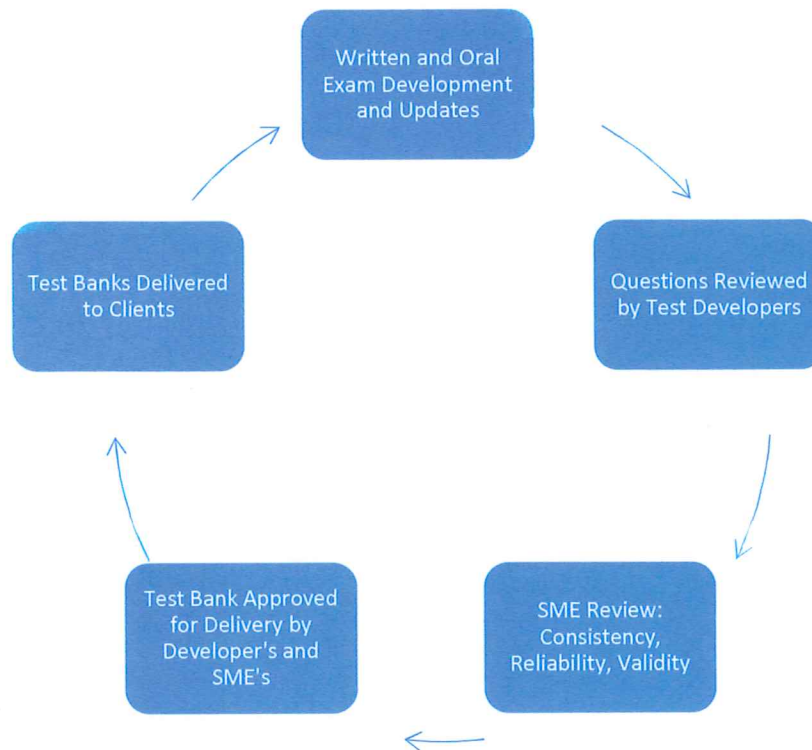 Written and Oral
Exam Development
and Updates
Questions Reviewed
by Test Developers
SME Review:
Consistency,
Reliability, Validity
Test Bank Approved
for Delivery by
Developer's and
SME's
Test Banks Delivered
to Clients